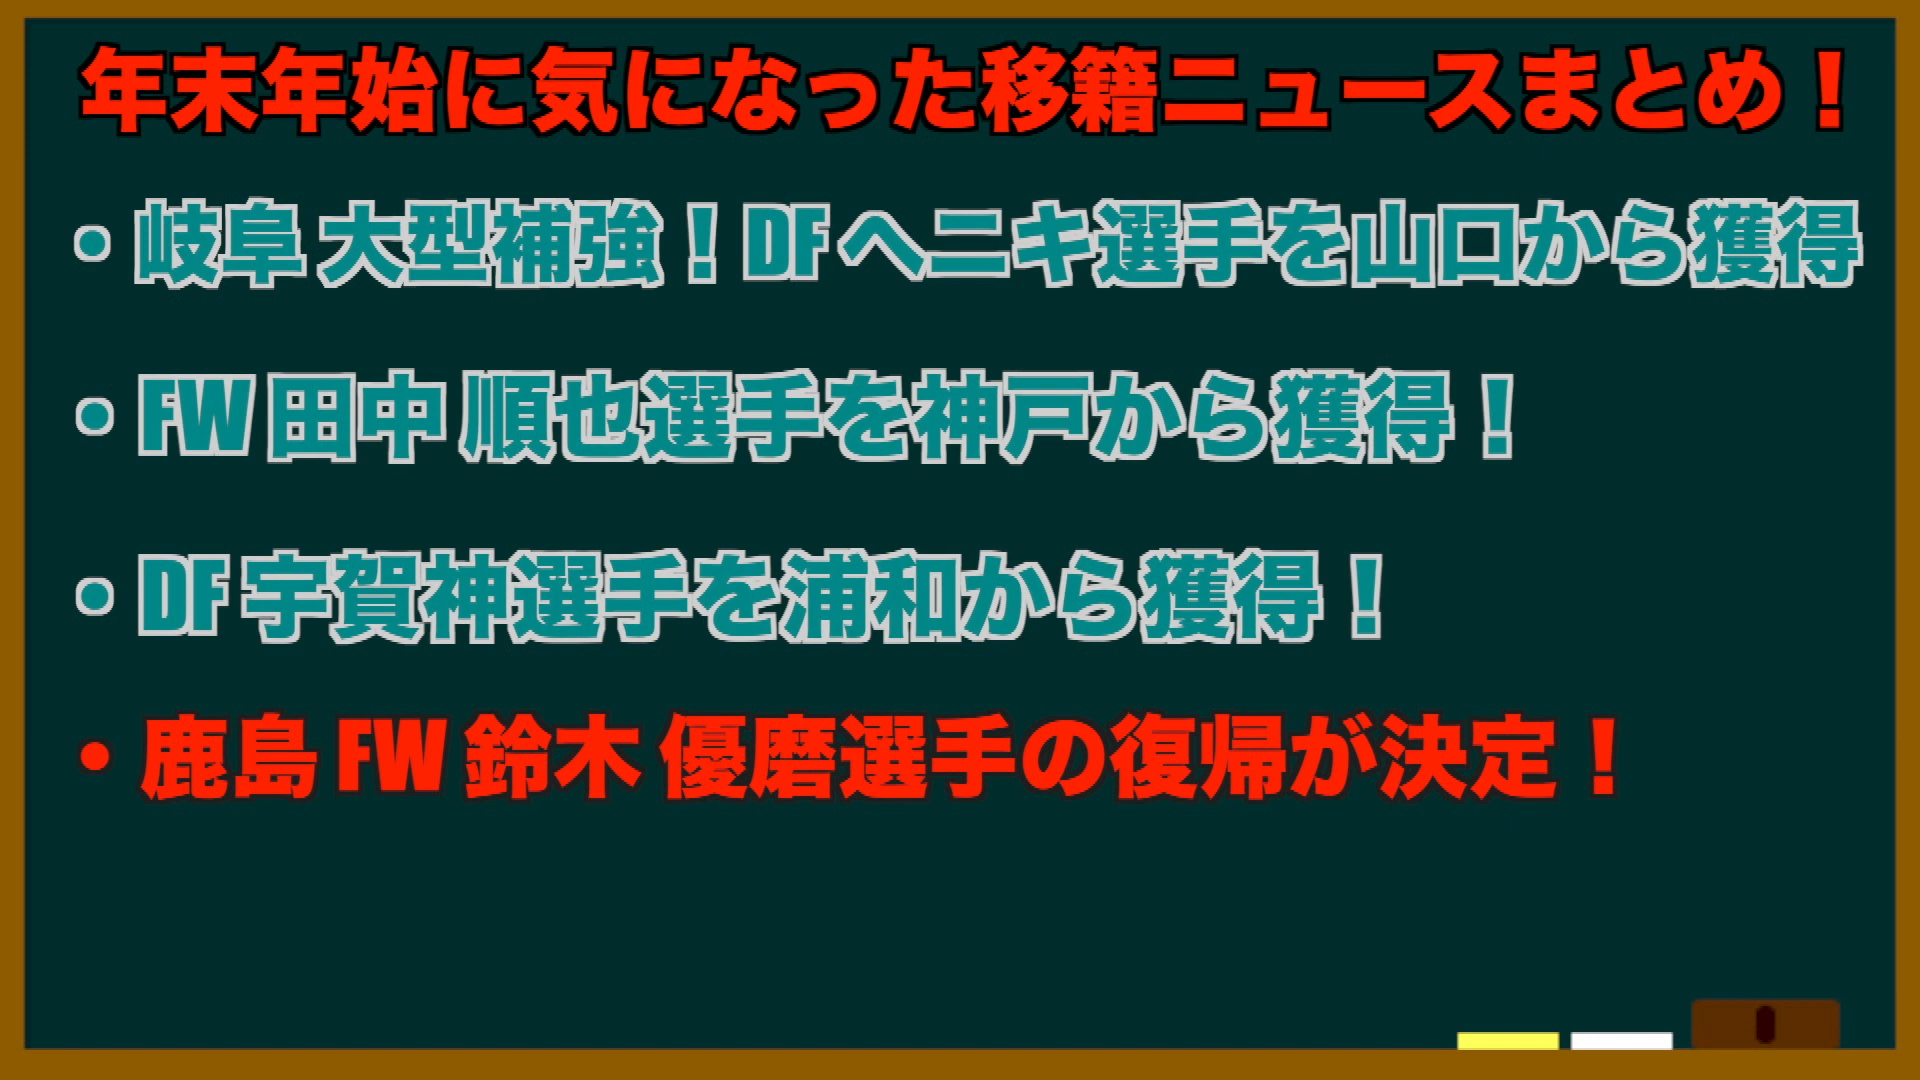 年末年始に気になった移籍ニュースまとめ！
・岐阜 大型補強！DF ヘニキ選手を山口から獲得
・FW 田中 順也選手を神戸から獲得！
・DF 宇賀神選手を浦和から獲得！
・鹿島 FW 鈴木 優磨選手の復帰が決定！